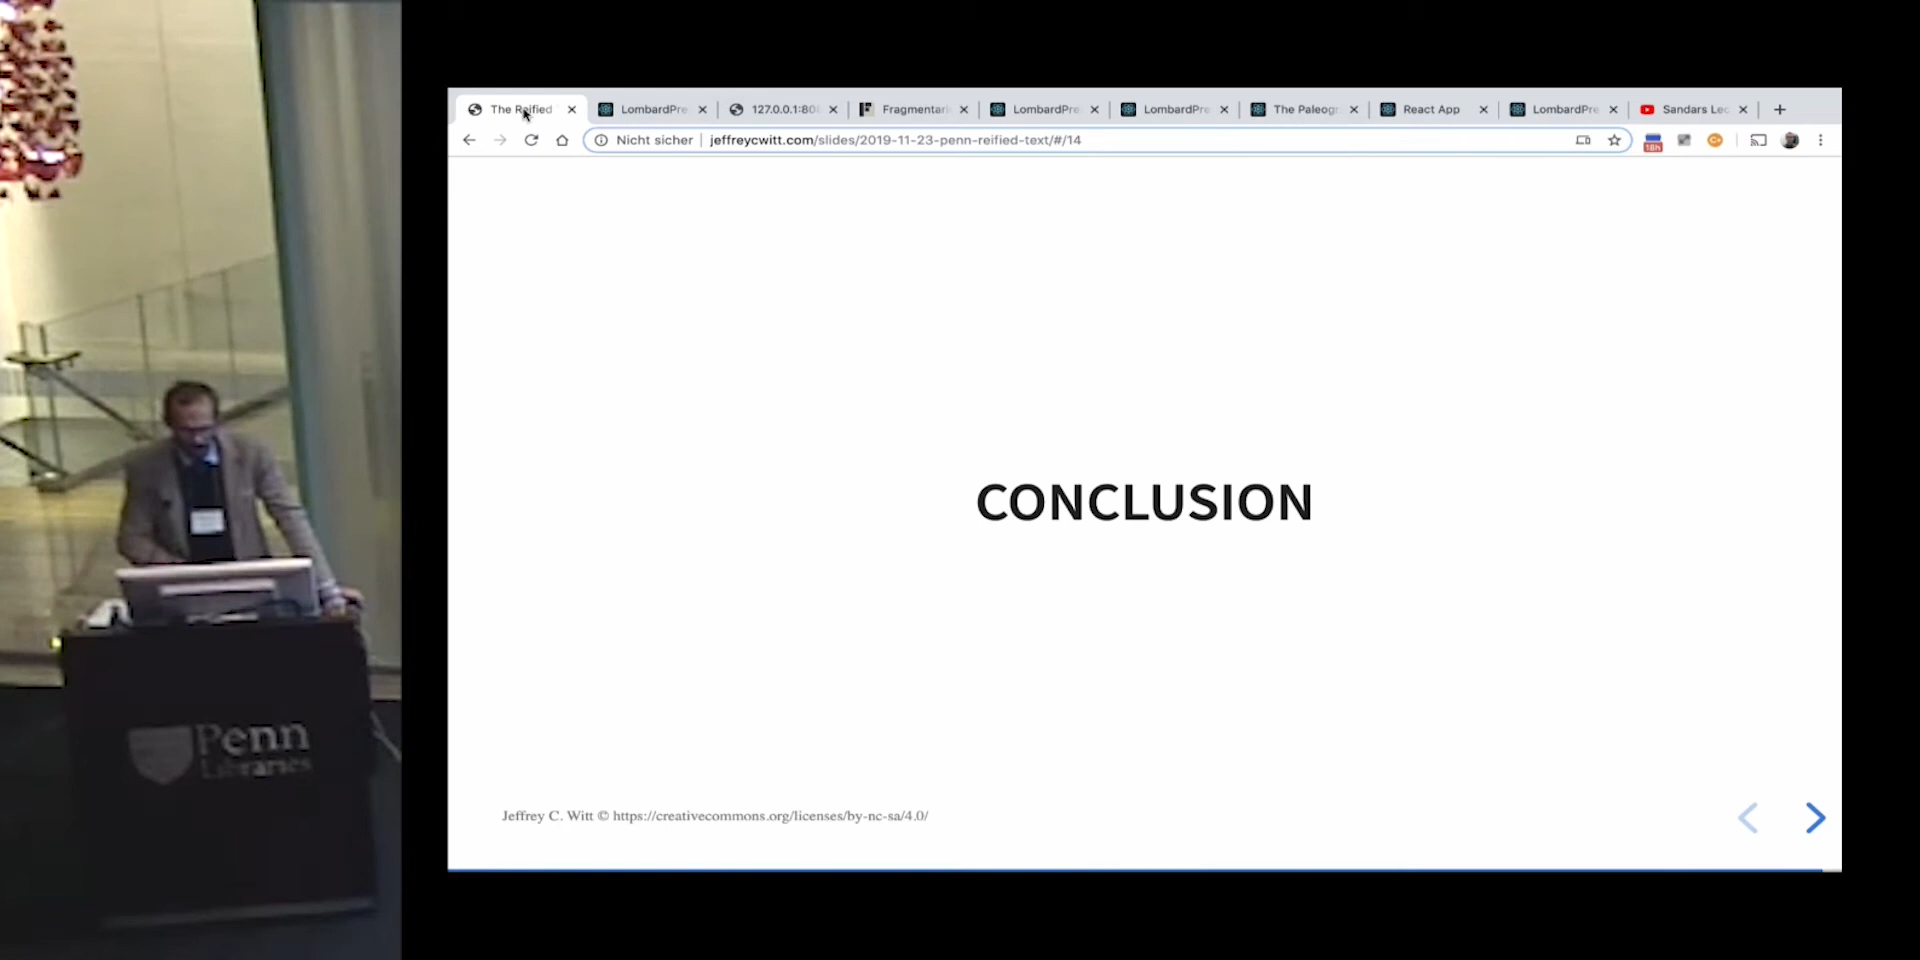 The Reified
LombardPre
127.0.0.1:80
Fragmentari
LombardPre
LombardPre
The Paleogr
React App
LombardPre
Sandars Lec
Nicht sicher
jeffreycwitt.com/slides/2019-11-23-penn-reified-text/#/14
18h
CONCLUSION
Jeffrey C. Witt © https://creativecommons.org/licenses/by-nc-sa/4.0/
Penn
Libraries